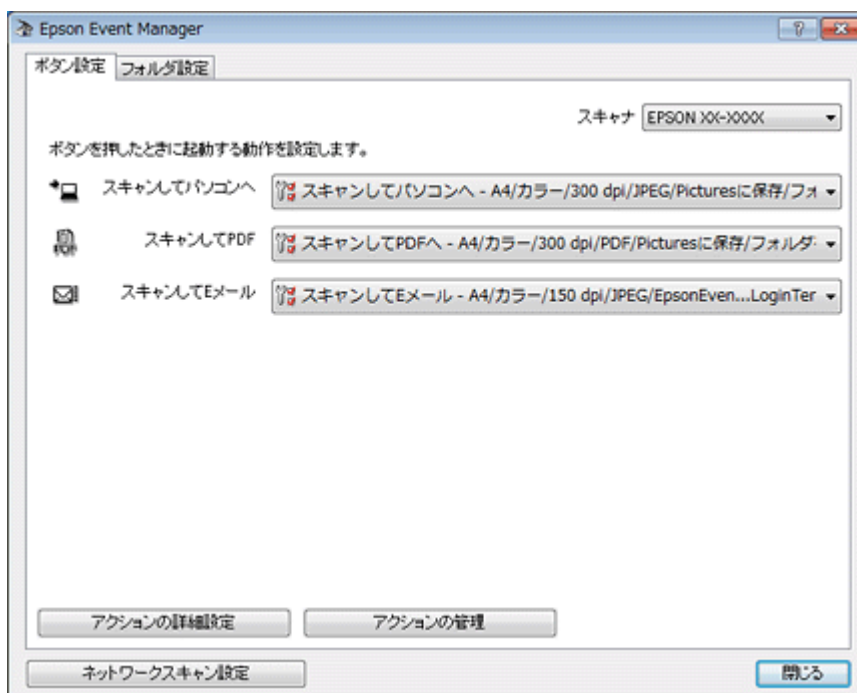 Epson Event Manager
ボタン設定 フォルダ設定
スキャナ EPSON XX-XXXX
ボタンを押したときに起動する動作を設定します。
スキャンしてパソコンへ スキャンしてパソコンへ - A4/カラー/300 dpi/JPEG/Picturesに保存/フォ
スキャンしてPDF スキャンしてPDFへ - A4/カラー/300 dpi/PDF/Picturesに保存/フォルダ
スキャンしてEメール スキャンしてEメール - A4/カラー/150 dpi/JPEG/EpsonEven...LoginTer
アクションの詳細設定 アクションの管理
ネットワークスキャン設定 閉じる